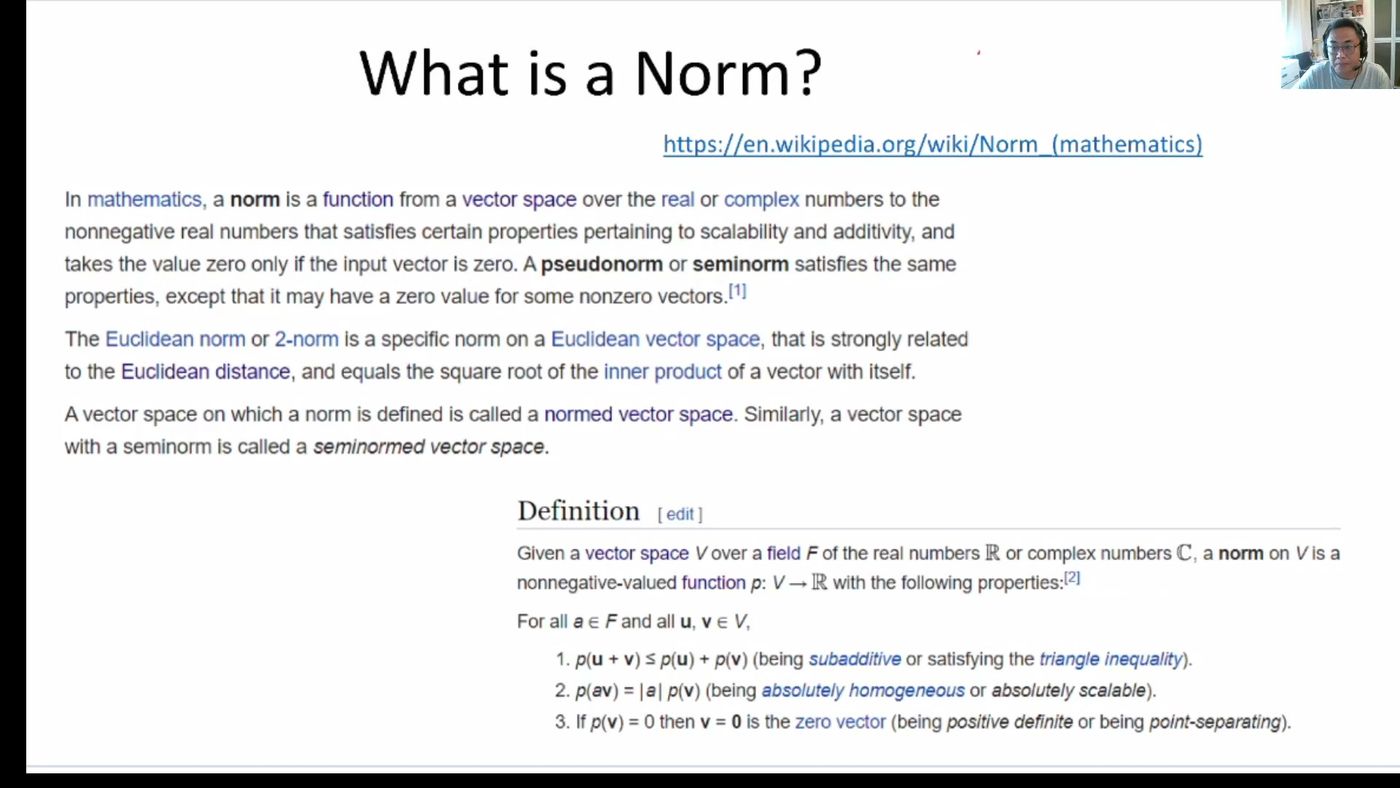 What is a Norm?
https://en.wikipedia.org/wiki/Norm_(mathematics)
In mathematics, a norm is a function from a vector space over the real or complex numbers to the
nonnegative real numbers that satisfies certain properties pertaining to scalability and additivity, and
takes the value zero only if the input vector is zero. A pseudonorm or seminorm satisfies the same
properties, except that it may have a zero value for some nonzero vectors.[1]
The Euclidean norm or 2-norm is a specific norm on a Euclidean vector space, that is strongly related
to the Euclidean distance, and equals the square root of the inner product of a vector with itself.
A vector space on which a norm is defined is called a normed vector space. Similarly, a vector space
with a seminorm is called a seminormed vector space.
Definition [ edit ]
Given a vector space V over a field F of the real numbers ℝ or complex numbers ℂ, a norm on V is a
nonnegative-valued function p: V → ℝ with the following properties:[2]
For all a ∈ F and all u, v ∈ V,
1. p(u + v) ≤ p(u) + p(v) (being subadditive or satisfying the triangle inequality).
2. p(av) = |a| p(v) (being absolutely homogeneous or absolutely scalable).
3. If p(v) = 0 then v = 0 is the zero vector (being positive definite or being point-separating).